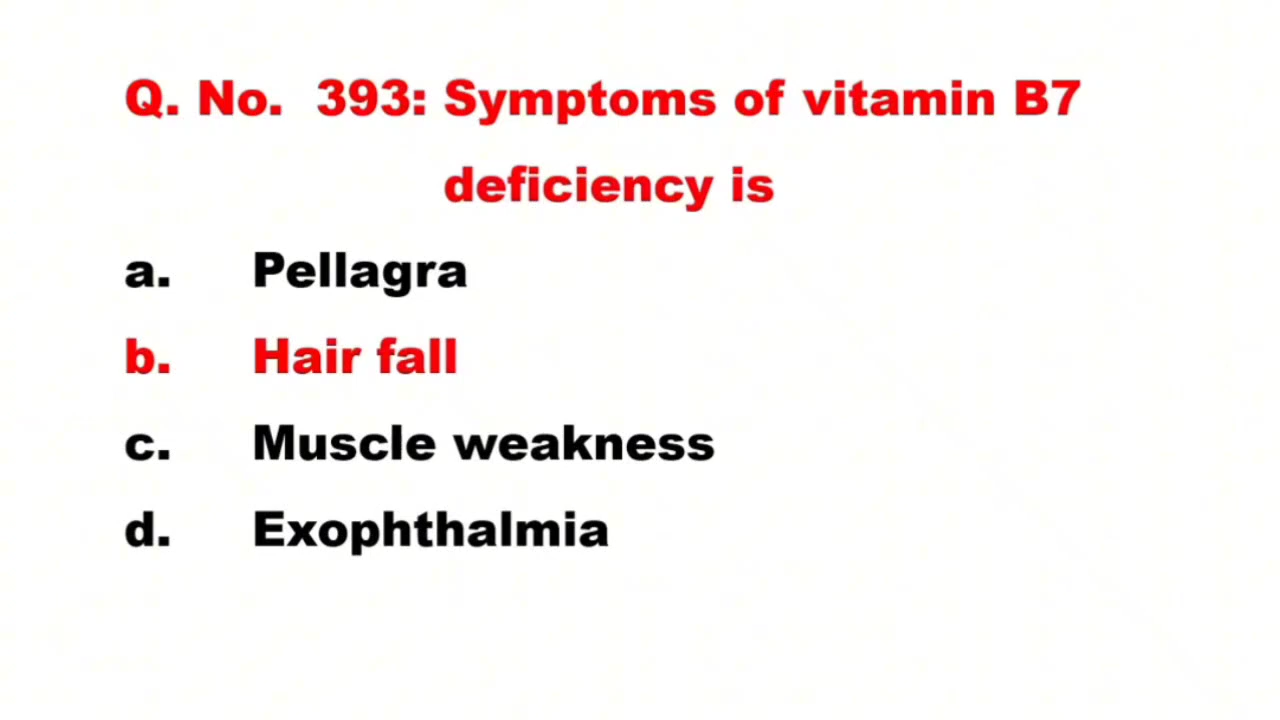 Q. No. 393: Symptoms of vitamin B7
deficiency is
a. Pellagra
b. Hair fall
c. Muscle weakness
d. Exophthalmia